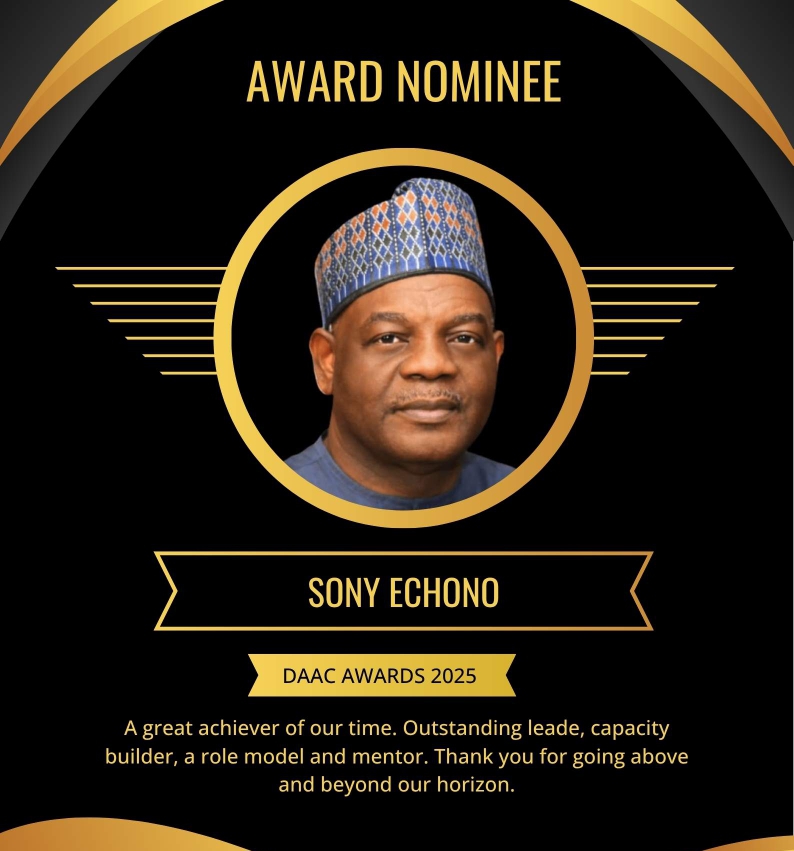 AWARD NOMINEE
SONY ECHONO
DAAC AWARDS 2025
A great achiever of our time. Outstanding leade, capacity
builder, a role model and mentor. Thank you for going above
and beyond our horizon.